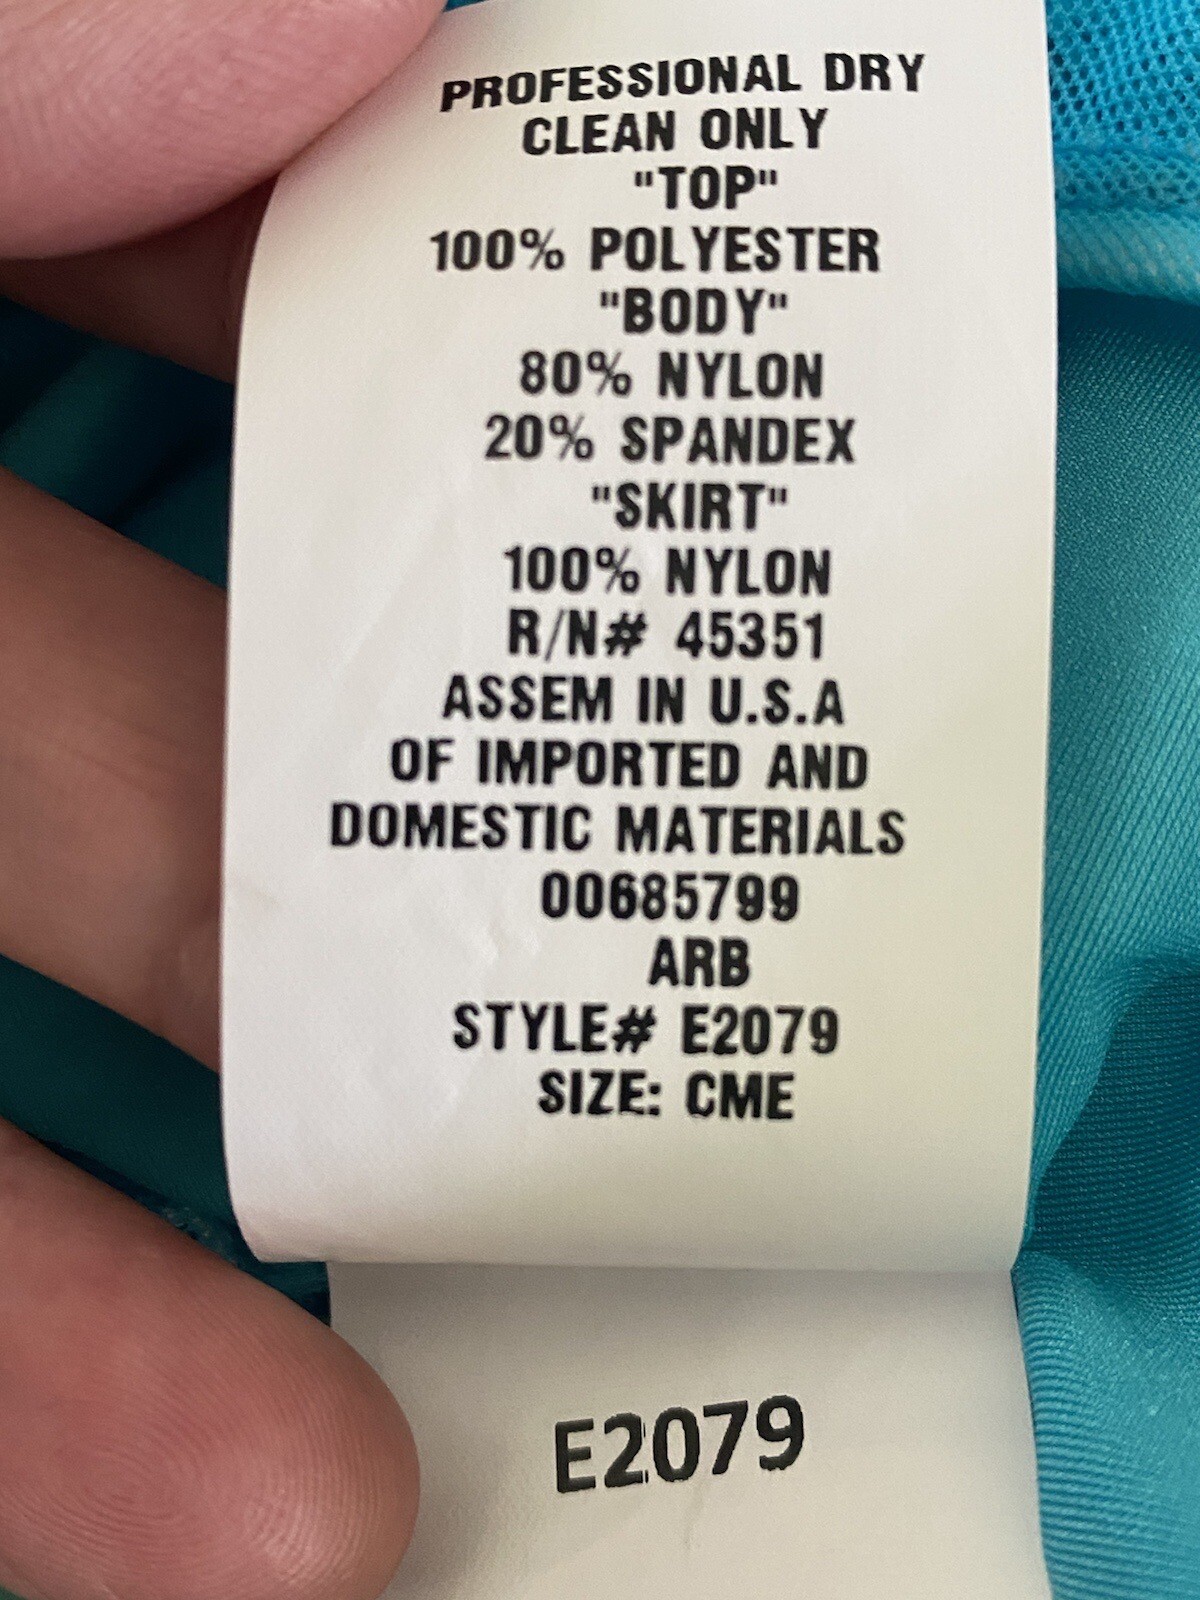 PROFESSIONAL DRY
CLEAN ONLY
"TOP"
100% POLYESTER
"BODY"
80% NYLON
20% SPANDEX
"SKIRT"
100% NYLON
R/N# 45351
ASSEM IN U.S.A
OF IMPORTED AND
DOMESTIC MATERIALS
00685799
ARB
STYLE# E2079
SIZE: CME
E2079